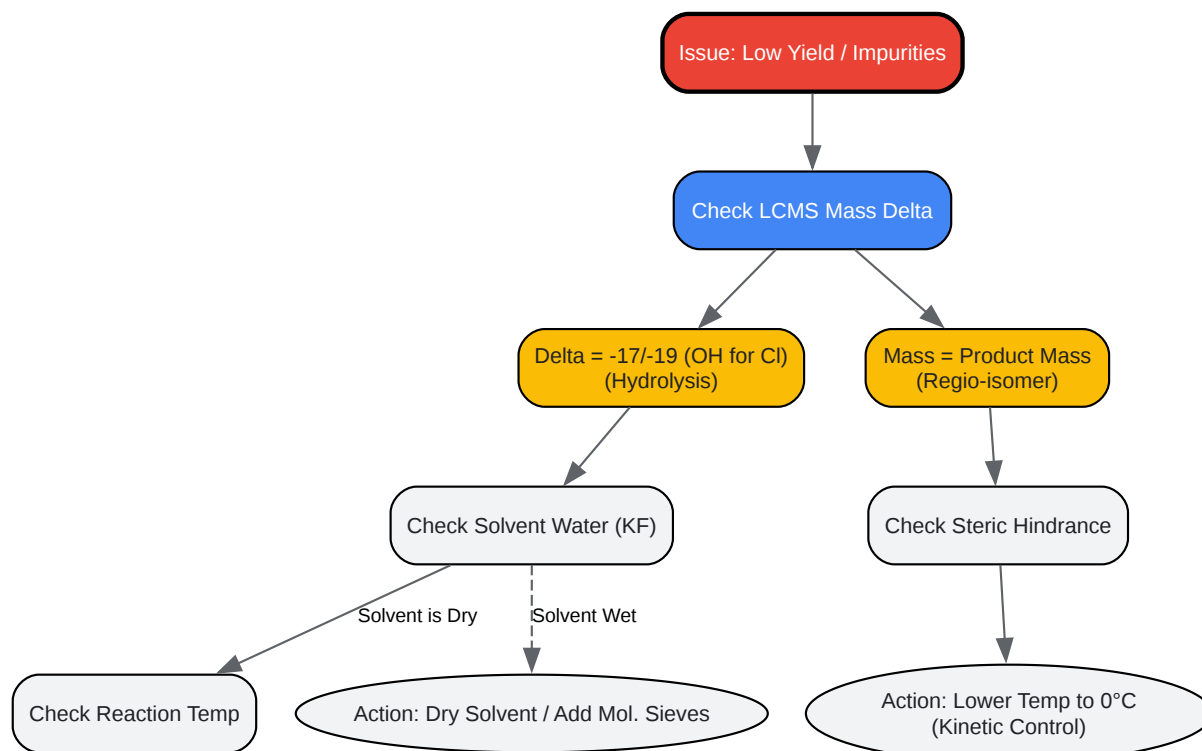 Issue: Low Yield / Impurities
Check LCMS Mass Delta
Delta = -17/-19 (OH for Cl)
(Hydrolysis)
Mass = Product Mass
(Regio-isomer)
Check Solvent Water (KF)
Check Steric Hindrance
Solvent is Dry
Solvent Wet
Check Reaction Temp
Action: Dry Solvent / Add Mol. Sieves
Action: Lower Temp to 0°C
(Kinetic Control)